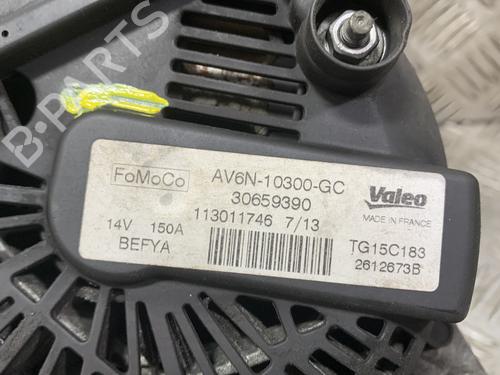 B-PARTS
FoMoCo
AV6N-10300-GC
30659390
113011746 7/13
14V 150A
BEFYA
Valeo
MADE IN FRANCE
TG15C183
2612673B